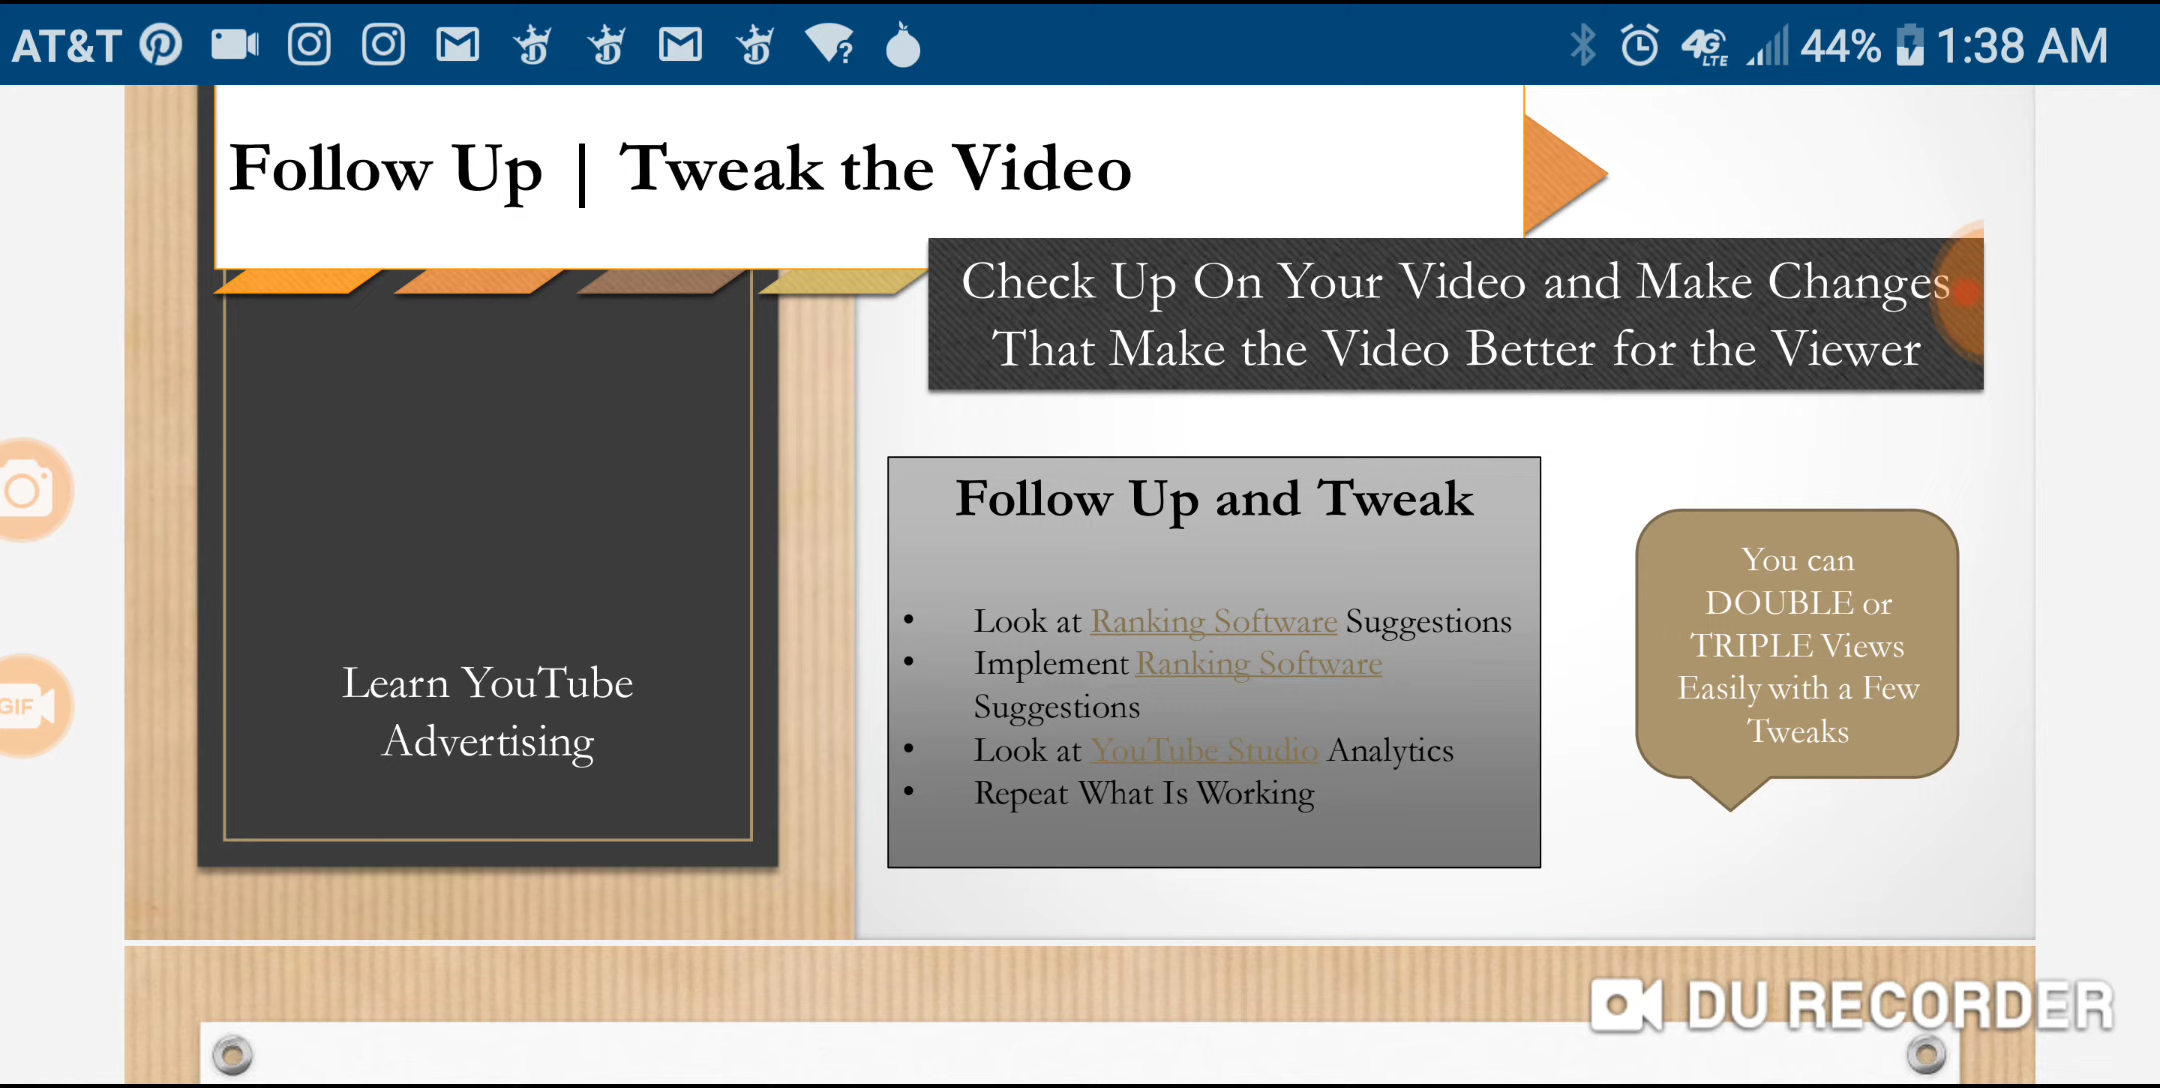 AT&T 44% 1:38 AM
Follow Up | Tweak the Video
Check Up On Your Video and Make Changes
That Make the Video Better for the Viewer
Learn YouTube
Advertising
Follow Up and Tweak
• Look at Ranking Software Suggestions
• Implement Ranking Software
Suggestions
• Look at YouTube Studio Analytics
• Repeat What Is Working
You can
DOUBLE or
TRIPLE Views
Easily with a Few
Tweaks
GIF
DU RECORDER